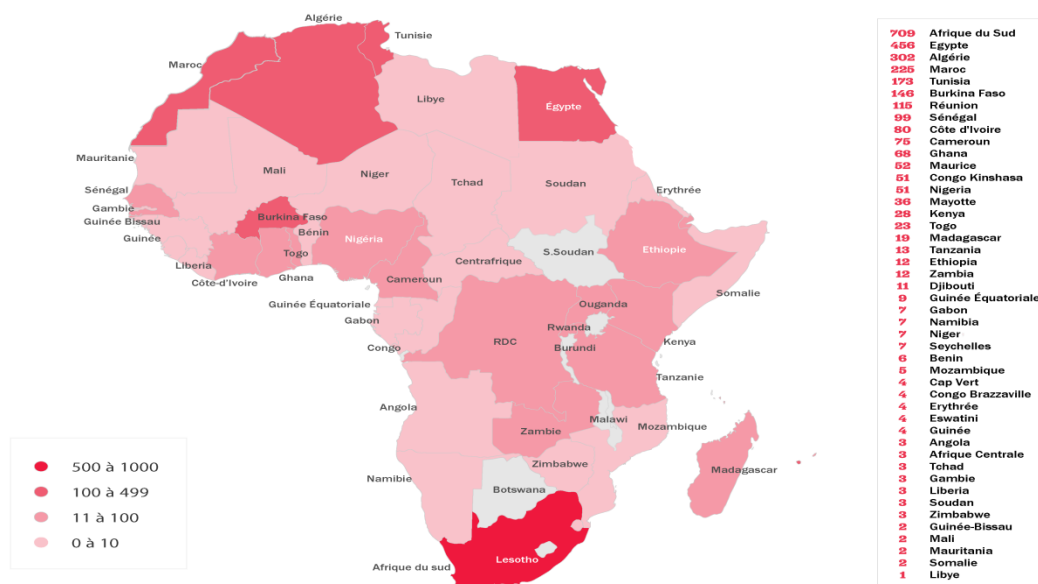 Algérie
Tunisie
Maroc
Libye
Égypte
Mauritanie
Mali
Niger
Tchad
Soudan
Erythrée
Sénégal
Gambie
Guinée Bissau
Guinée
Burkina Faso
Bénin
Nigéria
S.Soudan
Ethiopie
Liberia
Togo
Centrafrique
Côte-d'Ivoire
Ghana
Cameroun
Somalie
Guinée Équatoriale
Ouganda
Gabon
Rwanda
Congo
RDC
Burundi
Kenya
Tanzanie
Angola
Malawi
Zambie
Mozambique
Zimbabwe
Madagascar
Namibie
Botswana
Lesotho
Afrique du sud
500 à 1000
100 à 499
11 à 100
0 à 10
709 Afrique du Sud
456 Egypte
302 Algérie
225 Maroc
173 Tunisia
146 Burkina Faso
115 Réunion
99 Sénégal
80 Côte d'Ivoire
75 Cameroun
68 Ghana
52 Maurice
51 Congo Kinshasa
51 Nigeria
36 Mayotte
28 Kenya
23 Togo
19 Madagascar
13 Tanzania
12 Ethiopia
12 Zambia
11 Djibouti
9 Guinée Équatoriale
7 Gabon
7 Namibia
7 Niger
7 Seychelles
6 Benin
5 Mozambique
4 Cap Vert
4 Congo Brazzaville
4 Erythrée
4 Eswatini
4 Guinée
3 Angola
3 Afrique Centrale
3 Tchad
3 Gambie
3 Liberia
3 Soudan
3 Zimbabwe
2 Guinée-Bissau
2 Mali
2 Mauritania
2 Somalie
1 Libye